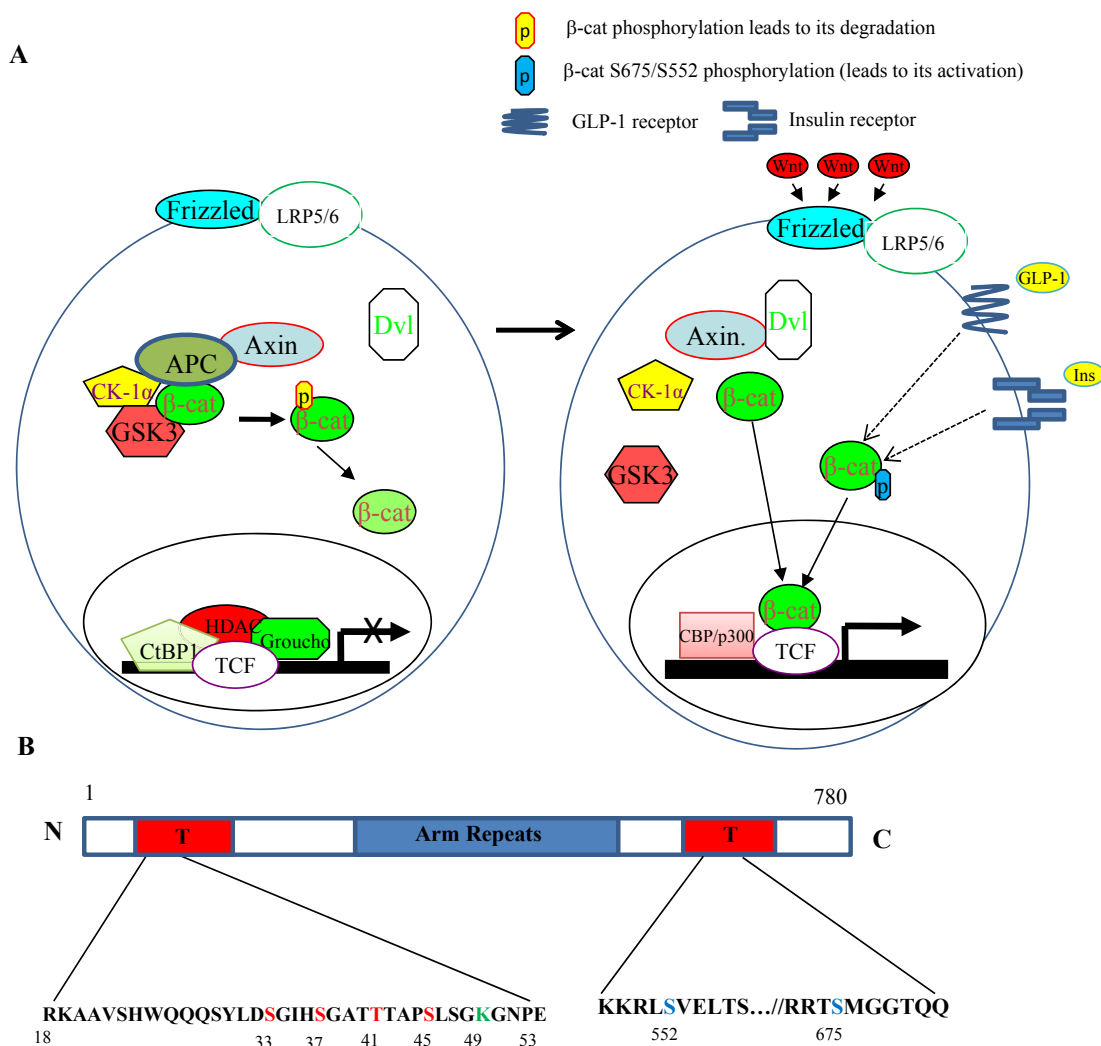 A
p β-cat phosphorylation leads to its degradation
p β-cat S675/S552 phosphorylation (leads to its activation)
GLP-1 receptor Insulin receptor
Wnt Wnt Wnt
Frizzled LRP5/6
Frizzled LRP5/6
GLP-1
Dvl
Dvl
Axin
Axin.
APC
CK-1α
β-cat
GSK3
p
β-cat
β-cat
CK-1α
β-cat
Ins
GSK3
β-cat
p
HDAC
CtBP1
Groucho
TCF
X
β-cat
CBP/p300
TCF
B
1 780
N T Arm Repeats T C
RKAAVSHWQQQSYLDSGIHSGATTTAPSLSGKGNPE
18 33 37 41 45 49 53
KKRLSVELTS...//RRTSMGGTQQ
552 675